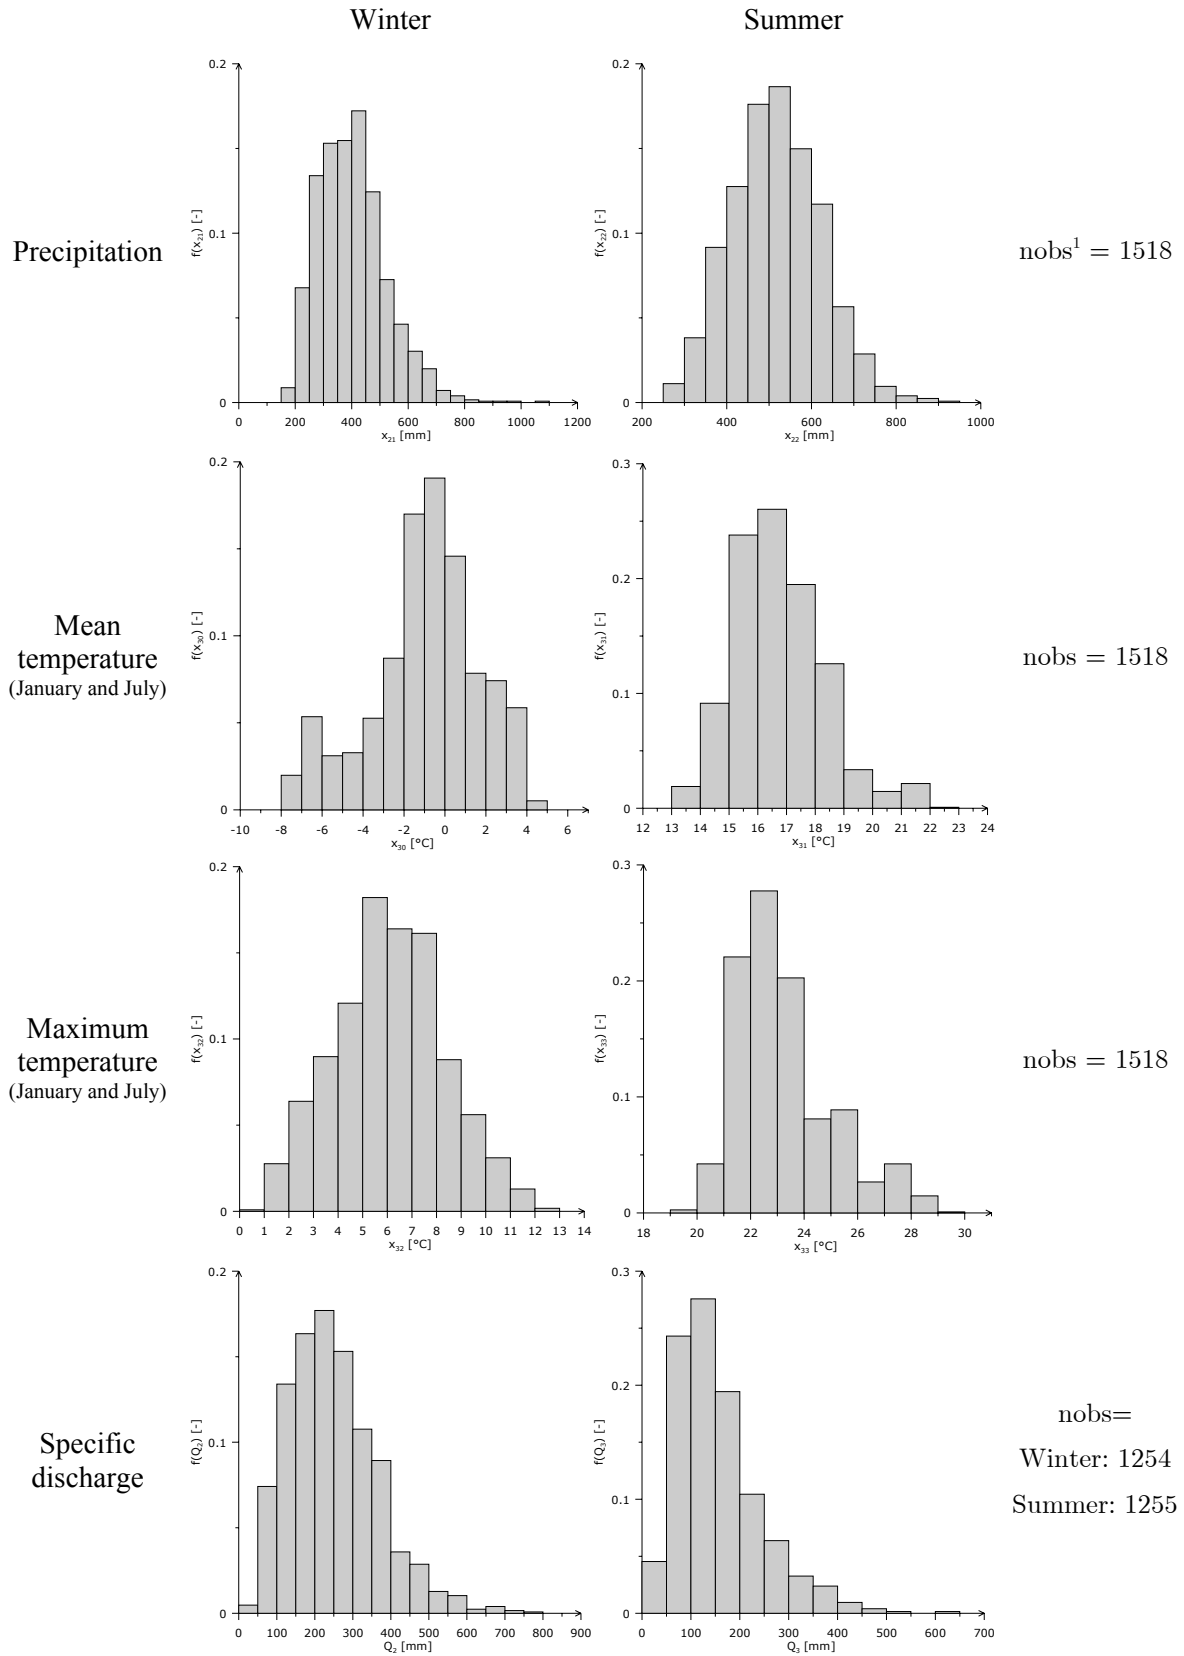 Winter
Summer
Precipitation
0.2
0.1
0
f(x21) [-]
0 200 400 600 800 1000 1200
x21 [mm]
0.2
0.1
0
f(x22) [-]
200 400 600 800 1000
x22 [mm]
nobs¹ = 1518
Mean
temperature
(January and July)
0.2
0.1
0
f(x30) [-]
-10 -8 -6 -4 -2 0 2 4 6
x30 [°C]
0.3
0.2
0.1
0
f(x31) [-]
12 13 14 15 16 17 18 19 20 21 22 23 24
x31 [°C]
nobs = 1518
Maximum
temperature
(January and July)
0.2
0.1
0
f(x32) [-]
0 1 2 3 4 5 6 7 8 9 10 11 12 13 14
x32 [°C]
0.3
0.2
0.1
0
f(x33) [-]
18 20 22 24 26 28 30
x33 [°C]
nobs = 1518
Specific
discharge
0.2
0.1
0
f(Q2) [-]
0 100 200 300 400 500 600 700 800 900
Q2 [mm]
0.3
0.2
0.1
0
f(Q3) [-]
0 100 200 300 400 500 600 700
Q3 [mm]
nobs=
Winter: 1254
Summer: 1255